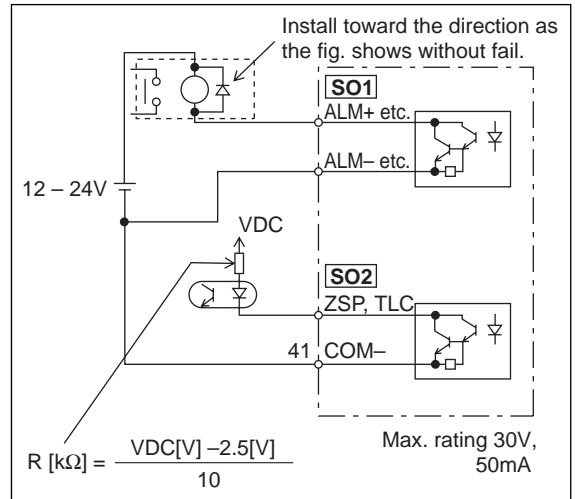 Install toward the direction as
the fig. shows without fail.
SO1
ALM+ etc.
ALM– etc.
12 – 24V
VDC
SO2
ZSP, TLC
41 COM–
Max. rating 30V,
50mA
R [kΩ] = VDC[V] –2.5[V]
10